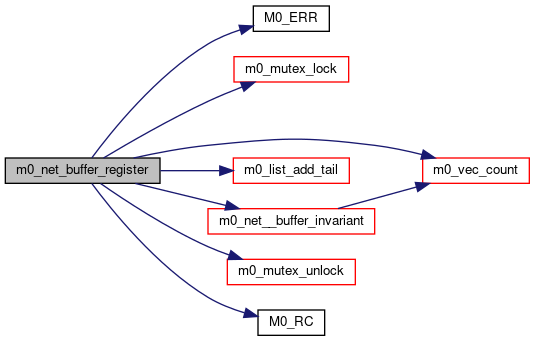 M0_ERR
m0_mutex_lock
m0_net_buffer_register
m0_vec_count
m0_list_add_tail
m0_net__buffer_invariant
m0_mutex_unlock
M0_RC